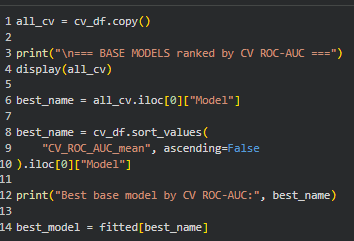 1 all_cv = cv_df.copy()
2
3 print("\n=== BASE MODELS ranked by CV ROC-AUC ===")
4 display(all_cv)
5
6 best_name = all_cv.iloc[0]["Model"]
7
8 best_name = cv_df.sort_values(
9     "CV_ROC_AUC_mean", ascending=False
10 ).iloc[0]["Model"]
11
12 print("Best base model by CV ROC-AUC:", best_name)
13
14 best_model = fitted[best_name]